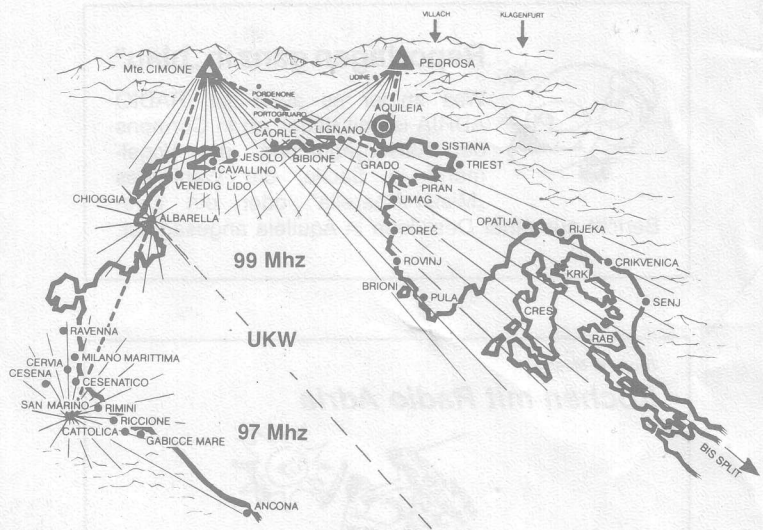 VILLACH
KLAGENFURT
Mte. CIMONE
PEDROSA
UDINE
PORDENONE
AQUILEIA
PORTOGRUARO
CAORLE
LIGNANO
SISTIANA
JESOLO
BIBIONE
GRADO
TRIEST
CAVALLINO
VENEDIG LIDO
PIRAN
CHIOGGIA
UMAG
ALBARELLA
OPATIJA
RIJEKA
POREČ
99 Mhz
ROVINJ
CRIKVENICA
KRK
BRIONI
PULA
SENJ
CRES
RAVENNA
UKW
RAB
MILANO MARITTIMA
CERVIA
CESENA
CESENATICO
SAN MARINO
RIMINI
RICCIONE
CATTOLICA
97 Mhz
GABICCE MARE
BIS SPLIT
ANCONA